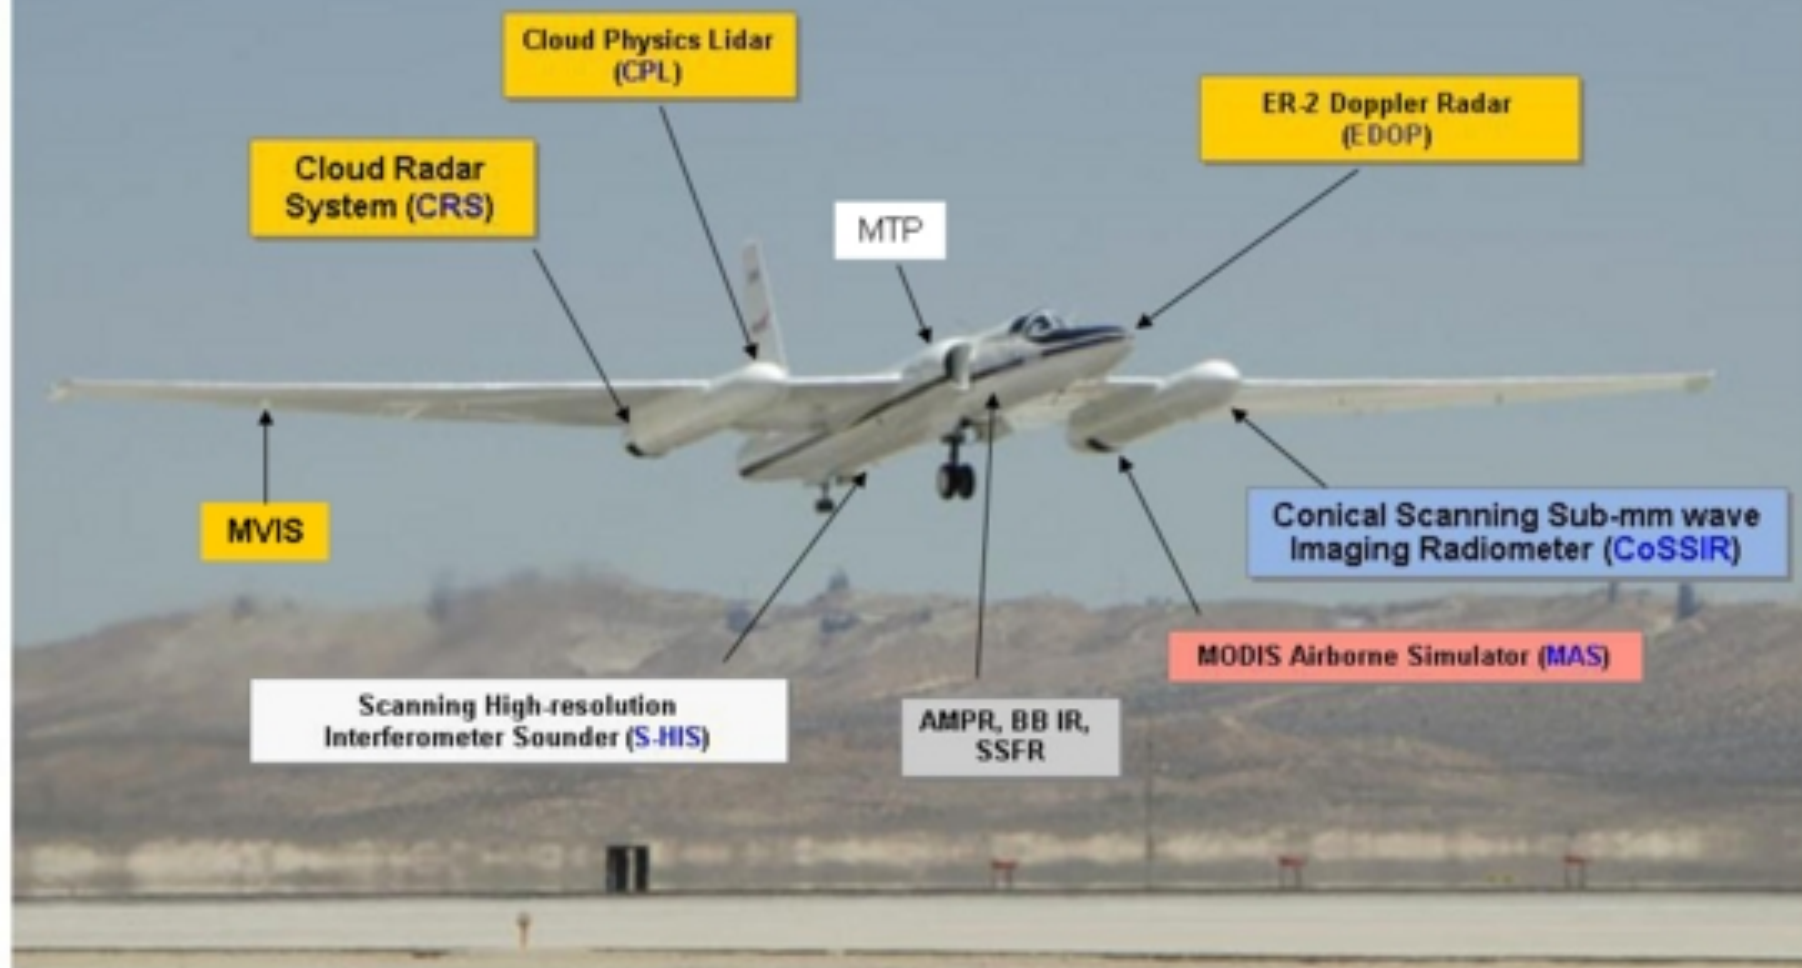 Cloud Physics Lidar
(CPL)
ER-2 Doppler Radar
(EDOP)
Cloud Radar
System (CRS)
MTP
MVIS
Conical Scanning Sub-mm wave
Imaging Radiometer (CoSSIR)
MODIS Airborne Simulator (MAS)
Scanning High-resolution
Interferometer Sounder (S-HIS)
AMPR, BB IR,
SSFR